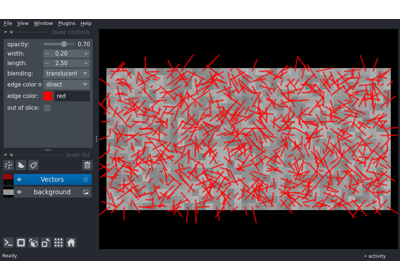 File View Window Plugins Help
layer controls
opacity: 0.70
width: 0.20
length: 2.50
blending: translucent
edge color m direct
edge color: red
out of slice:
layer list
Vectors
background
Ready
activity